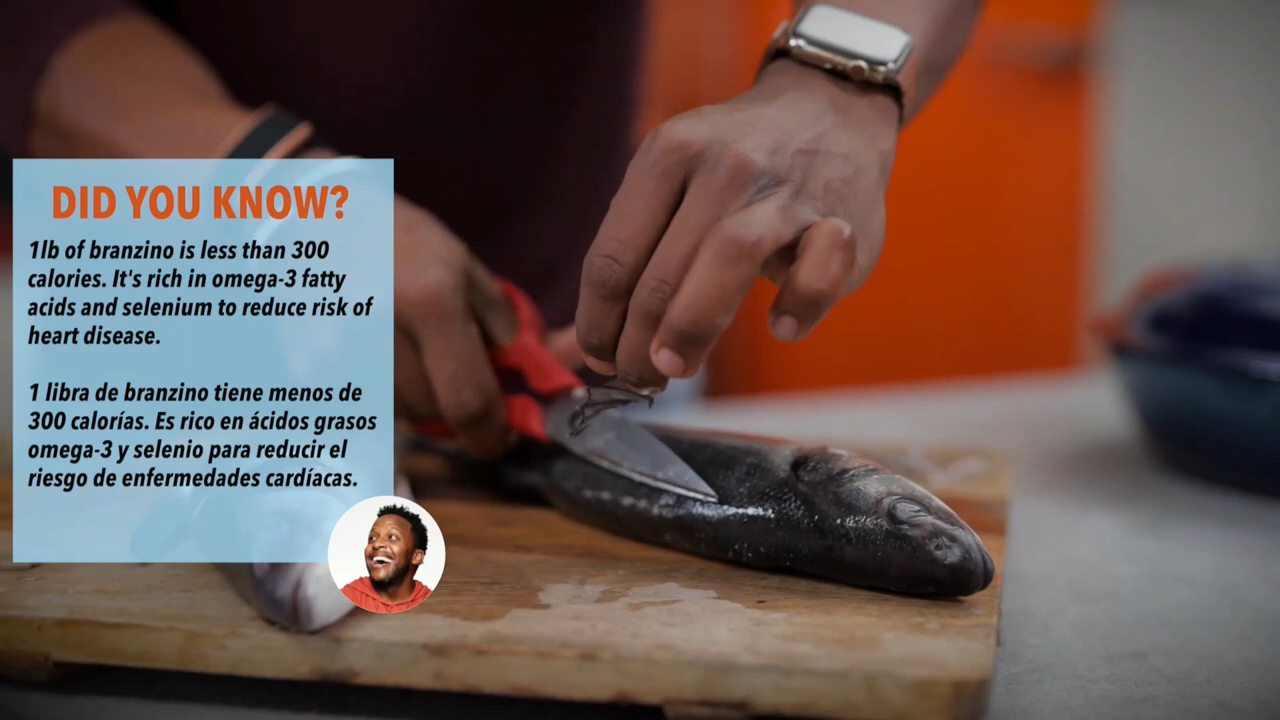 DID YOU KNOW?
1lb of branzino is less than 300
calories. It's rich in omega-3 fatty
acids and selenium to reduce risk of
heart disease.
1 libra de branzino tiene menos de
300 calorías. Es rico en ácidos grasos
omega-3 y selenio para reducir el
riesgo de enfermedades cardíacas.